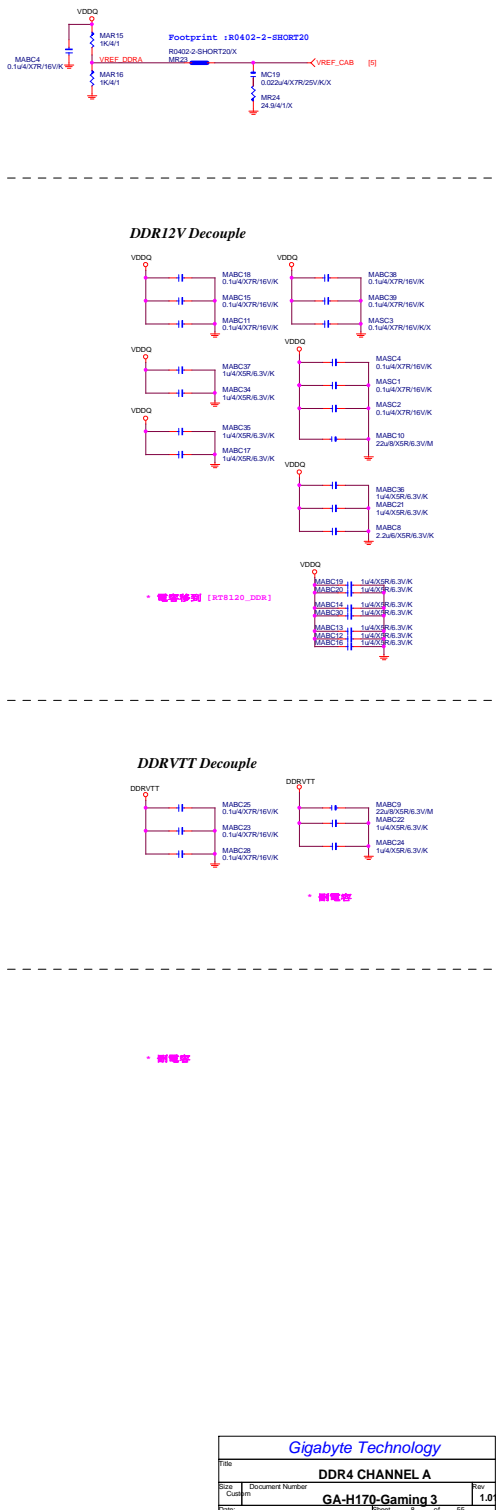 VDDQ
MAR15
1K/4/1
Footprint :R0402-2-SHORT20
MABC4
0.1u/4/X7R/16V/K
VREF_DDRA
R0402-2-SHORT20/X
MR23
VREF_CAB [5]
MAR16
1K/4/1
MC19
0.022u/4/X7R/25V/K/X
MR24
24.9/4/1/X
DDR12V Decouple
VDDQ
MABC18
0.1u/4/X7R/16V/K
MABC15
0.1u/4/X7R/16V/K
MABC11
0.1u/4/X7R/16V/K
VDDQ
MABC38
0.1u/4/X7R/16V/K
MABC39
0.1u/4/X7R/16V/K
MASC3
0.1u/4/X7R/16V/K/X
VDDQ
MABC37
1u/4/X5R/6.3V/K
MABC34
1u/4/X5R/6.3V/K
VDDQ
MASC4
0.1u/4/X7R/16V/K
MASC1
0.1u/4/X7R/16V/K
MASC2
0.1u/4/X7R/16V/K
MABC10
22u/8/X5R/6.3V/M
VDDQ
MABC35
1u/4/X5R/6.3V/K
MABC17
1u/4/X5R/6.3V/K
VDDQ
MABC36
1u/4/X5R/6.3V/K
MABC21
1u/4/X5R/6.3V/K
MABC8
2.2u/6/X5R/6.3V/K
VDDQ
MABC19 1u/4/X5R/6.3V/K
MABC20 1u/4/X5R/6.3V/K
MABC14 1u/4/X5R/6.3V/K
MABC30 1u/4/X5R/6.3V/K
MABC13 1u/4/X5R/6.3V/K
MABC12 1u/4/X5R/6.3V/K
MABC16 1u/4/X5R/6.3V/K
* 電容移到 [RT8120_DDR]
DDRVTT Decouple
DDRVTT
MABC25
0.1u/4/X7R/16V/K
MABC23
0.1u/4/X7R/16V/K
MABC28
0.1u/4/X7R/16V/K
DDRVTT
MABC9
22u/8/X5R/6.3V/M
MABC22
1u/4/X5R/6.3V/K
MABC24
1u/4/X5R/6.3V/K
* 刪電容
* 刪電容
Gigabyte Technology
Title
DDR4 CHANNEL A
Size
Custom
Document Number
GA-H170-Gaming 3
Rev
1.01
Date:
Sheet 8 of 55